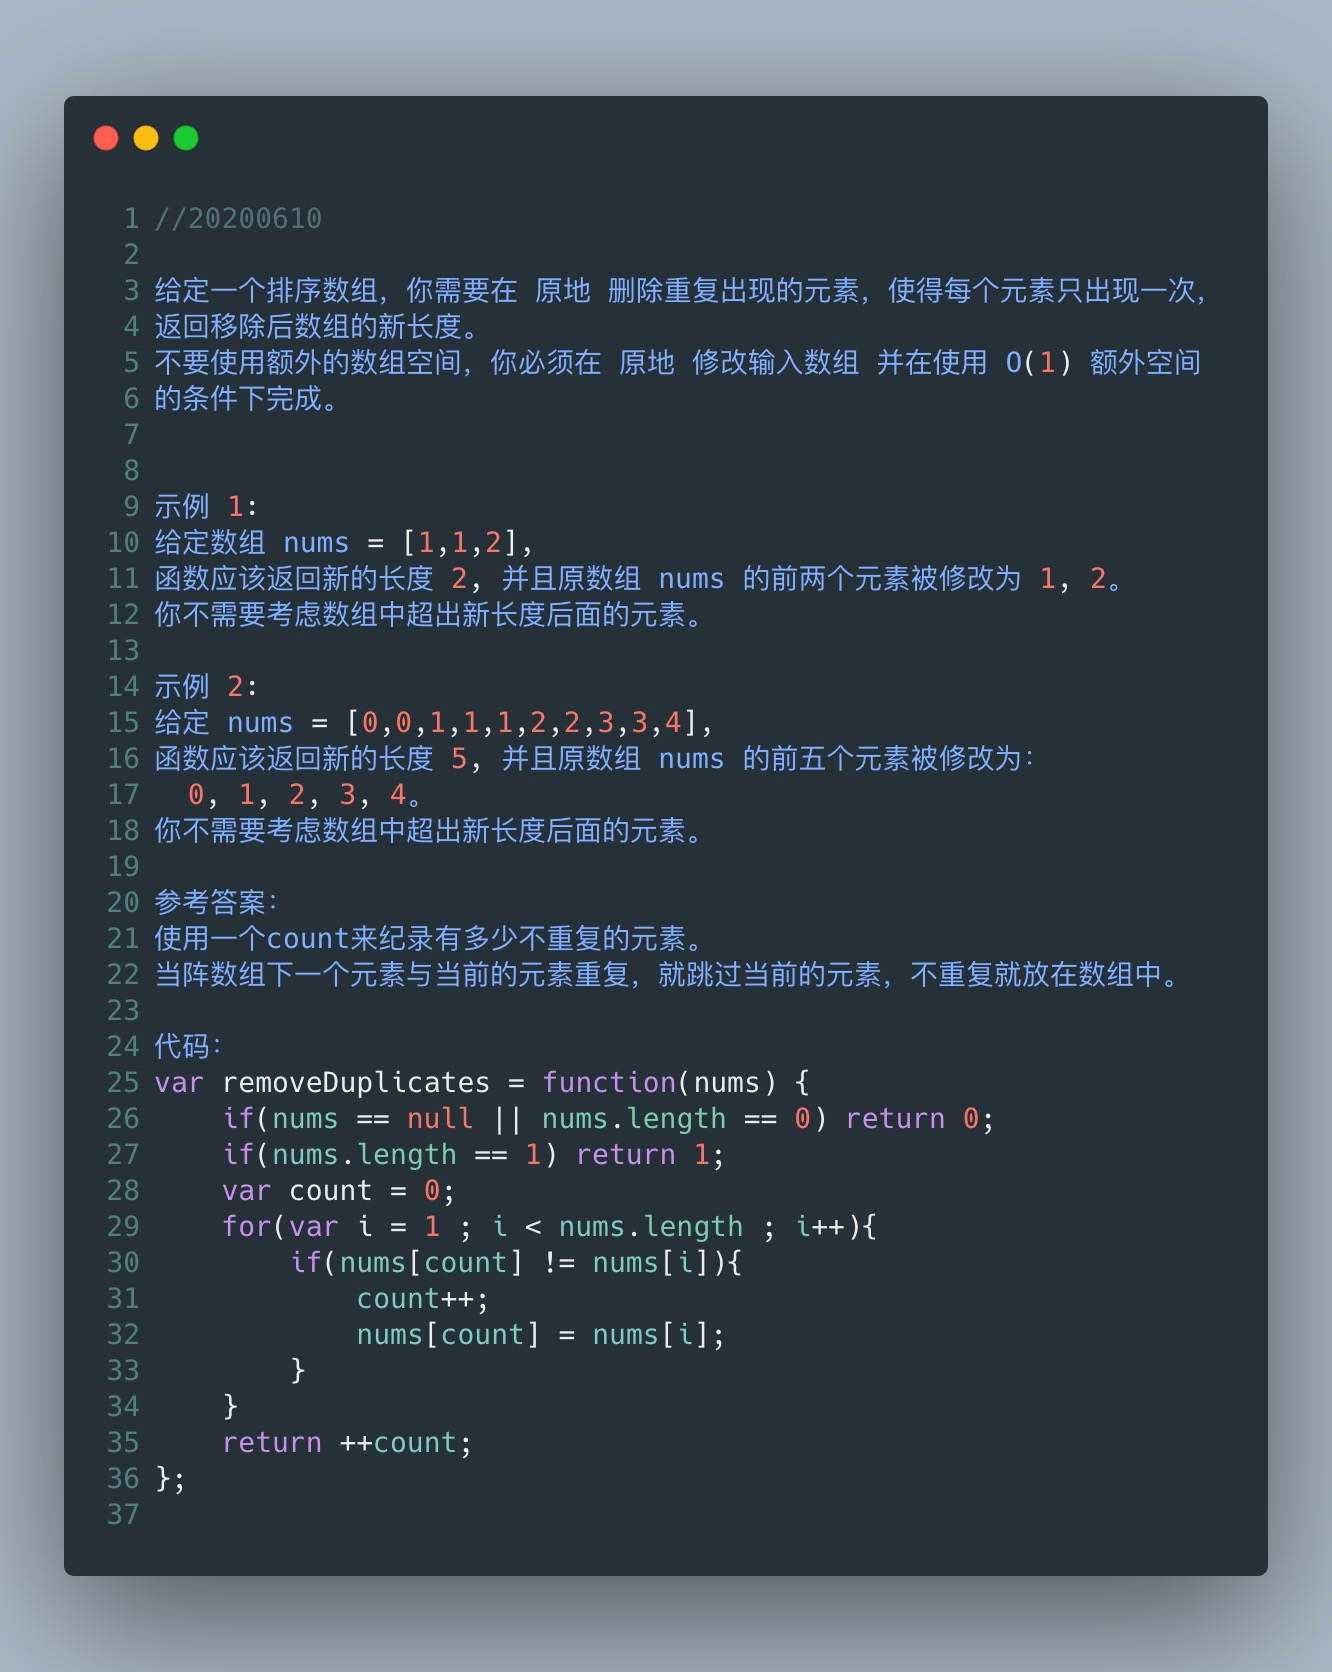 1 //20200610
2
3 给定一个排序数组，你需要在 原地 删除重复出现的元素，使得每个元素只出现一次，
4 返回移除后数组的新长度。
5 不要使用额外的数组空间，你必须在 原地 修改输入数组 并在使用 O(1) 额外空间
6 的条件下完成。
7
8
9 示例 1:
10 给定数组 nums = [1,1,2],
11 函数应该返回新的长度 2, 并且原数组 nums 的前两个元素被修改为 1, 2。
12 你不需要考虑数组中超出新长度后面的元素。
13
14 示例 2:
15 给定 nums = [0,0,1,1,1,2,2,3,3,4],
16 函数应该返回新的长度 5, 并且原数组 nums 的前五个元素被修改为：
17   0, 1, 2, 3, 4。
18 你不需要考虑数组中超出新长度后面的元素。
19
20 参考答案：
21 使用一个count来纪录有多少不重复的元素。
22 当阵数组下一个元素与当前的元素重复，就跳过当前的元素，不重复就放在数组中。
23
24 代码：
25 var removeDuplicates = function(nums) {
26     if(nums == null || nums.length == 0) return 0;
27     if(nums.length == 1) return 1;
28     var count = 0;
29     for(var i = 1 ; i < nums.length ; i++){
30         if(nums[count] != nums[i]){
31             count++;
32             nums[count] = nums[i];
33         }
34     }
35     return ++count;
36 };
37